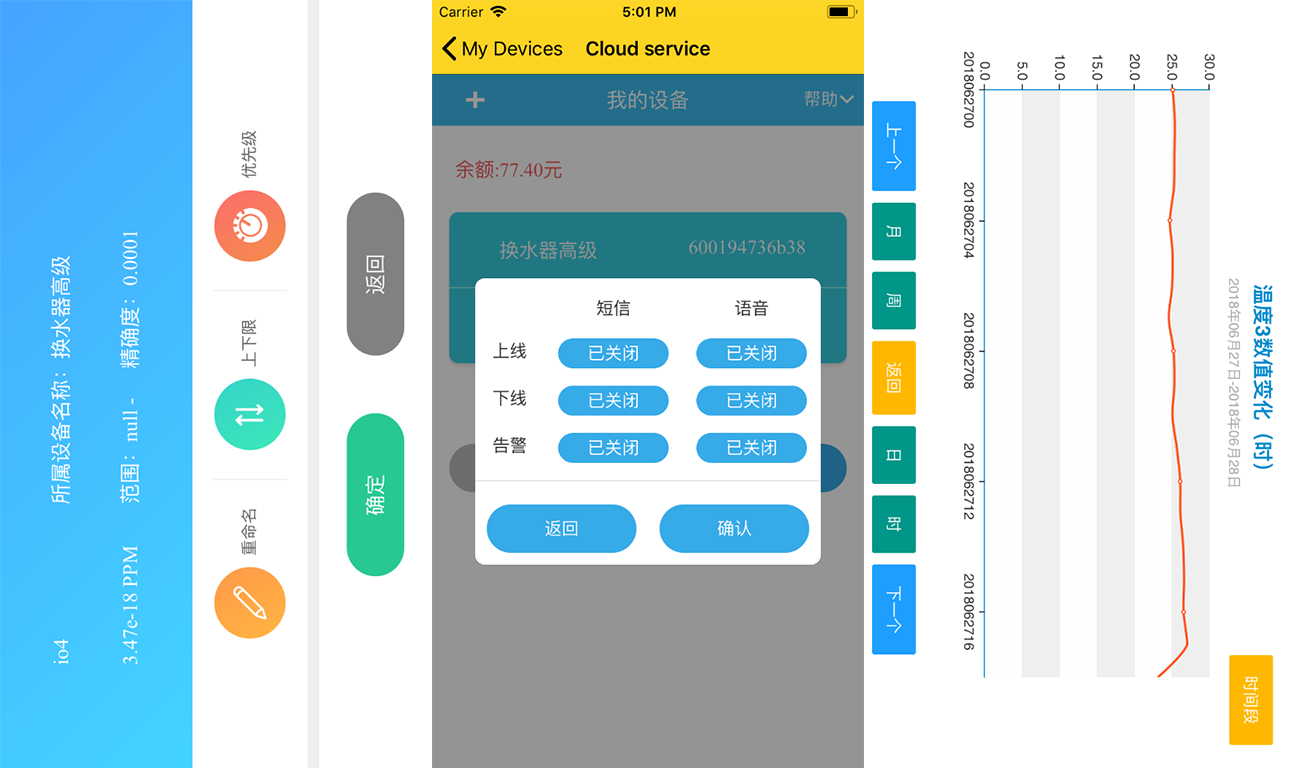 io4
所属设备名称：换水器高级
3.47e-18 PPM
范围：null -
精确度：0.0001
重命名
上下限
优先级
返回
确定
Carrier
5:01 PM
My Devices
Cloud service
我的设备
帮助
余额:77.40元
换水器高级
600194736b38
短信
语音
上线
已关闭
已关闭
下线
已关闭
已关闭
告警
已关闭
已关闭
返回
确认
温度3数值变化（时）
2018年06月27日-2018年06月28日
时间段
30.0
25.0
20.0
15.0
10.0
5.0
0.0
2018062700
2018062704
2018062708
2018062712
2018062716
上一个
月
周
返回
日
时
下一个